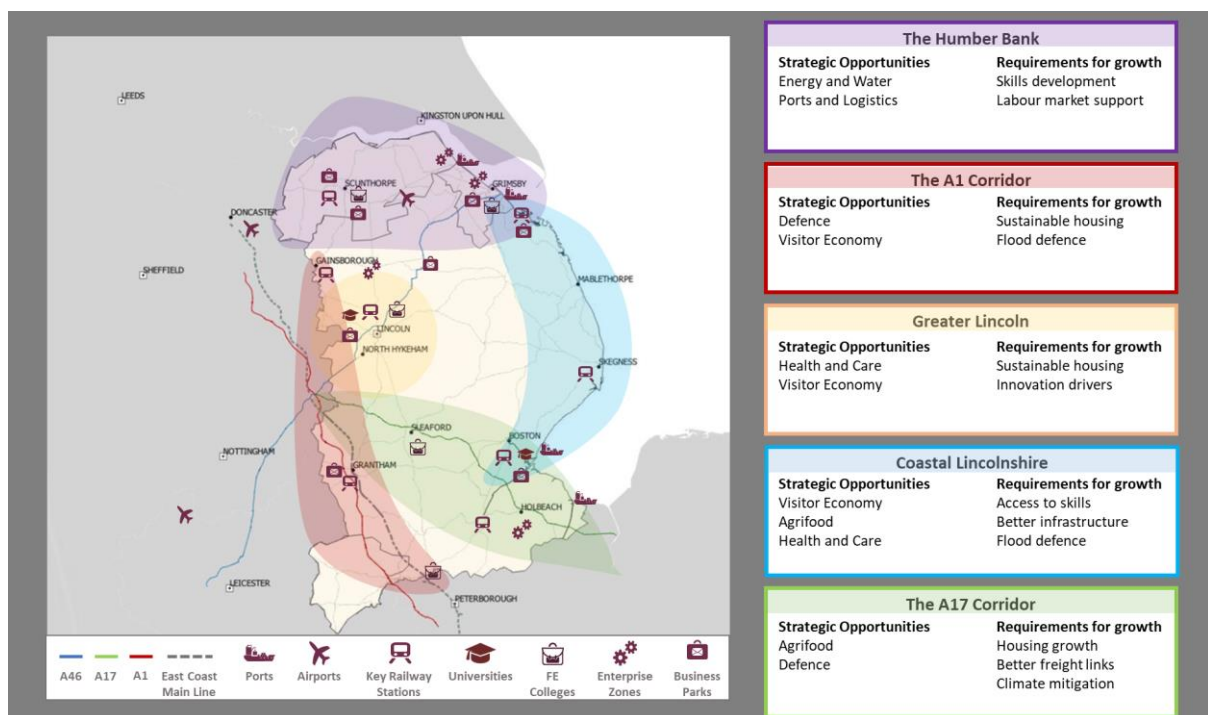 LEEDS
KINGSTON UPON HULL
SCUNTHORPE
GRIMSBY
DONCASTER
GAINSBOROUGH
SHEFFIELD
MABLETHORPE
LINCOLN
NORTH HYKEHAM
SKEGNESS
SLEAFORD
BOSTON
NOTTINGHAM
GRANTHAM
HOLBEACH
LEICESTER
PETERBOROUGH
A46
A17
A1
East Coast
Main Line
Ports
Airports
Key Railway
Stations
Universities
FE
Colleges
Enterprise
Zones
Business
Parks
The Humber Bank
Strategic Opportunities
Energy and Water
Ports and Logistics
Requirements for growth
Skills development
Labour market support
The A1 Corridor
Strategic Opportunities
Defence
Visitor Economy
Requirements for growth
Sustainable housing
Flood defence
Greater Lincoln
Strategic Opportunities
Health and Care
Visitor Economy
Requirements for growth
Sustainable housing
Innovation drivers
Coastal Lincolnshire
Strategic Opportunities
Visitor Economy
Agrifood
Health and Care
Requirements for growth
Access to skills
Better infrastructure
Flood defence
The A17 Corridor
Strategic Opportunities
Agrifood
Defence
Requirements for growth
Housing growth
Better freight links
Climate mitigation